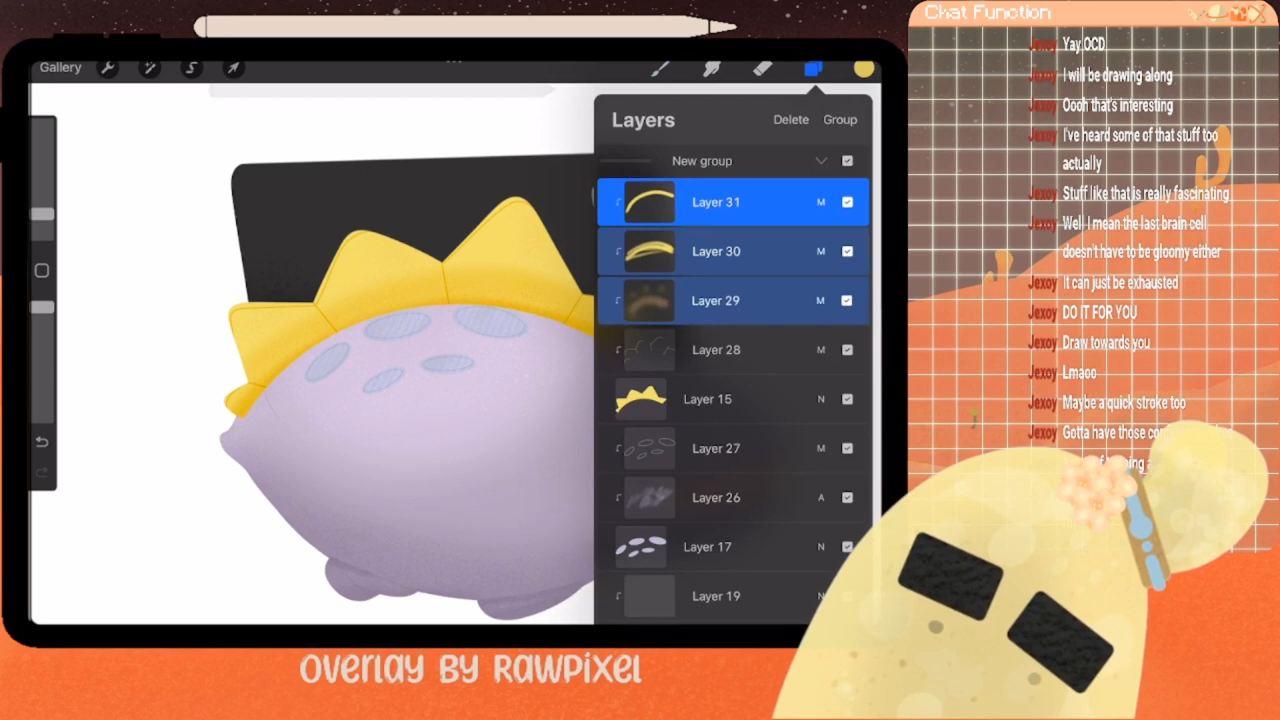 Chat Function
Jexoy Yay OCD
Jexoy I will be drawing along
Jexoy Oooh that's interesting
Jexoy I've heard some of that stuff too
actually
Jexoy Stuff like that is really fascinating
Jexoy Well I mean the last brain cell
doesn't have to be gloomy either
Jexoy It can just be exhausted
Jexoy DO IT FOR YOU
Jexoy Draw towards you
Jexoy Lmaoo
Jexoy Maybe a quick stroke too
Jexoy Gotta have those
Gallery
Layers
Delete Group
New group
Layer 31 M
Layer 30 M
Layer 29 M
Layer 28 M
Layer 15 N
Layer 27 M
Layer 26 A
Layer 17 N
Layer 19 N
Overlay by Rawpixel